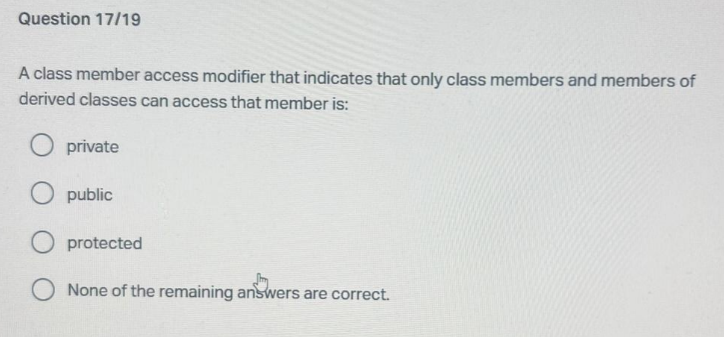 Question 17/19
A class member access modifier that indicates that only class members and members of
derived classes can access that member is:
private
public
protected
None of the remaining answers are correct.